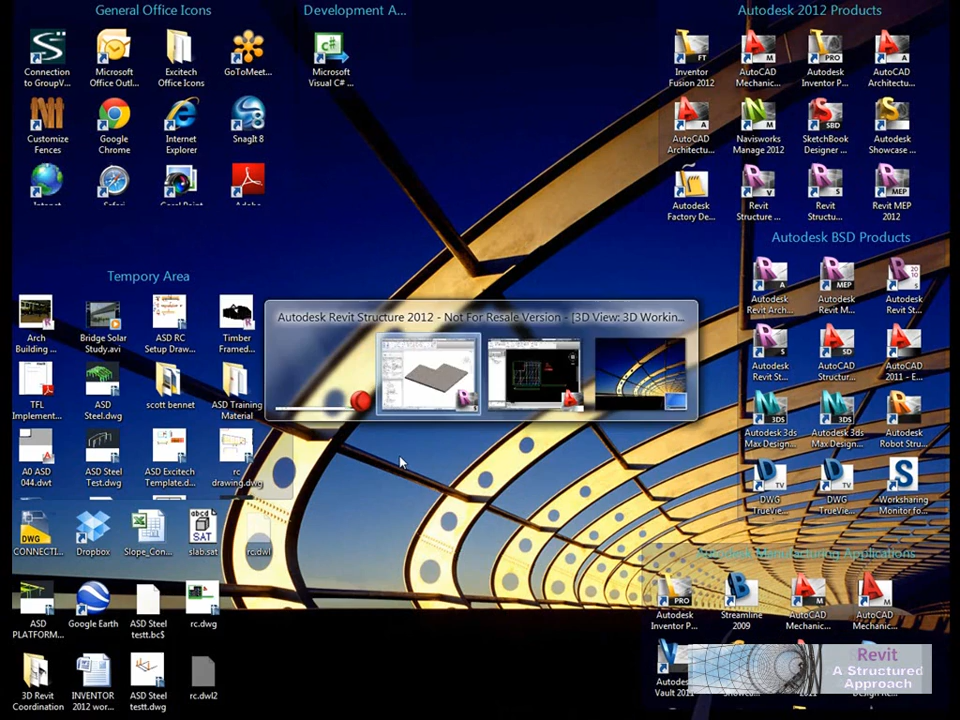 General Office Icons
Development A...
Autodesk 2012 Products
Connection
to GroupV...
Microsoft
Office Outl...
Excitech
Office Icons
GoToMeet...
Microsoft
Visual C# ...
Inventor
Fusion 2012
AutoCAD
Mechanic...
Autodesk
Inventor P...
AutoCAD
Architectu...
Customize
Fences
Google
Chrome
Internet
Explorer
SnagIt 8
AutoCAD
Architectu...
Navisworks
Manage 2012
SketchBook
Designer ...
Autodesk
Showcase ...
Safari
Corel Paint
Adobe
Autodesk
Factory De...
Revit
Structure ...
Revit
Structu...
Revit MEP
2012
Autodesk BSD Products
Autodesk
Revit Arch...
Autodesk
Revit M...
Autodesk
Revit St...
Tempory Area
Arch
Building ...
Bridge Solar
Study.avi
ASD RC
Setup Draw...
Timber
Framed...
Autodesk Revit Structure 2012 - Not For Resale Version - [3D View: 3D Workin...
Autodesk
Revit St...
AutoCAD
Structur...
AutoCAD
2011 - E...
TFL
Implement...
ASD
Steel.dwg
scott bennet
ASD Training
Material
Autodesk 3ds
Max Design...
Autodesk 3ds
Max Design...
Autodesk
Robot Stru...
A0 ASD
044.dwt
ASD Steel
Test.dwg
ASD Excitech
Template.d...
rc
drawing.dwg
DWG
TrueVie...
DWG
TrueVie...
Worksharing
Monitor fo...
CONNECTI...
Dropbox
Slope_Con...
slab.sat
rc.dwl
Autodesk Manufacturing Applications
ASD
PLATFORM...
Google Earth
ASD Steel
testt.bc$
rc.dwg
Autodesk
Inventor P...
Streamline
2009
AutoCAD
Mechanic...
AutoCAD
Mechanic...
3D Revit
Coordination
INVENTOR
2012 wor...
ASD Steel
testt.dwg
rc.dwl2
Autodesk
Vault 2011
Revit
A Structured
Approach